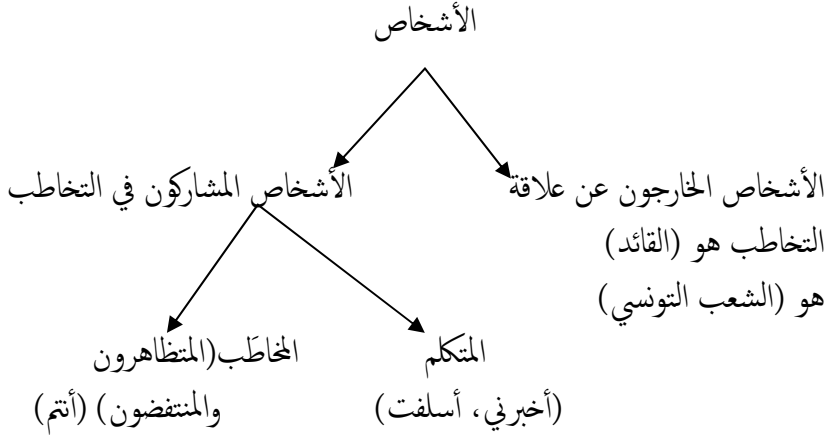 الأشخاص
الأشخاص الخارجون عن علاقة
التخاطب هو (القائد)
هو (الشعب التونسي)
الأشخاص المشاركون في التخاطب
المتكلم
(أخبرني، أسلفت)
المخاطَب(المتظاهرون
والمنتفضون) (أنتم)